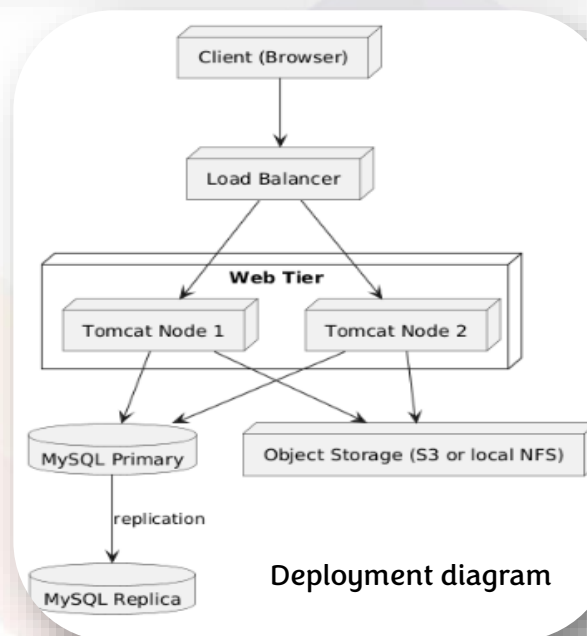 Client (Browser)
Load Balancer
Web Tier
Tomcat Node 1
Tomcat Node 2
MySQL Primary
Object Storage (S3 or local NFS)
replication
MySQL Replica
Deployment diagram